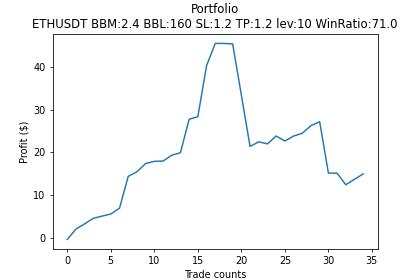 Portfolio
ETHUSDT BBM:2.4 BBL:160 SL:1.2 TP:1.2 lev:10 WinRatio:71.0
Profit ($)
40
30
20
10
0
0 5 10 15 20 25 30 35
Trade counts